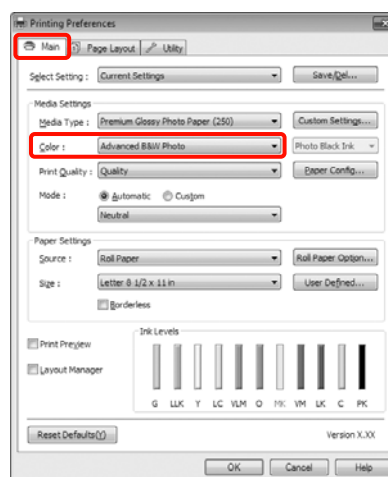 Printing Preferences
Main Page Layout Utility
Select Setting : Current Settings Save/Del...
Media Settings
Media Type : Premium Glossy Photo Paper (250) Custom Settings...
Color : Advanced B&W Photo Photo Black Ink
Print Quality : Quality Paper Config...
Mode : Automatic Custom
Neutral
Paper Settings
Source : Roll Paper Roll Paper Option...
Size : Letter 8 1/2 x 11 in User Defined...
Borderless
Ink Levels
Print Preview
Layout Manager
G LLK Y LC VLM O MK VM LK C PK
Reset Defaults(Y) Version X.XX
OK Cancel Help